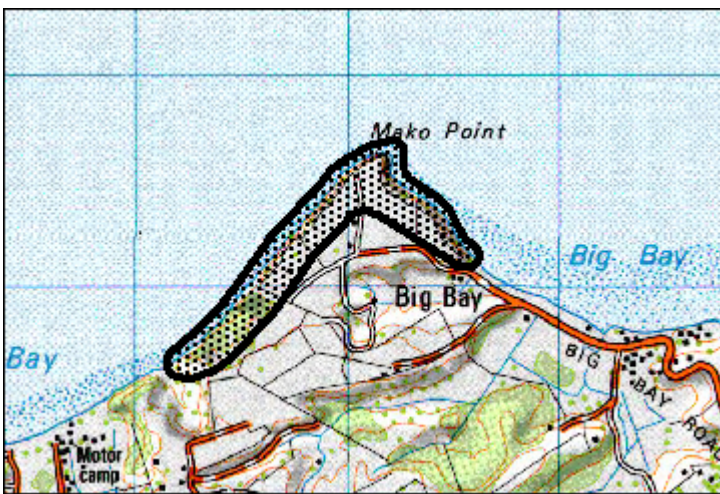 Mako Point
Big Bay
Big Bay
Bay
BIG
BAY
ROAD
Motor
camp